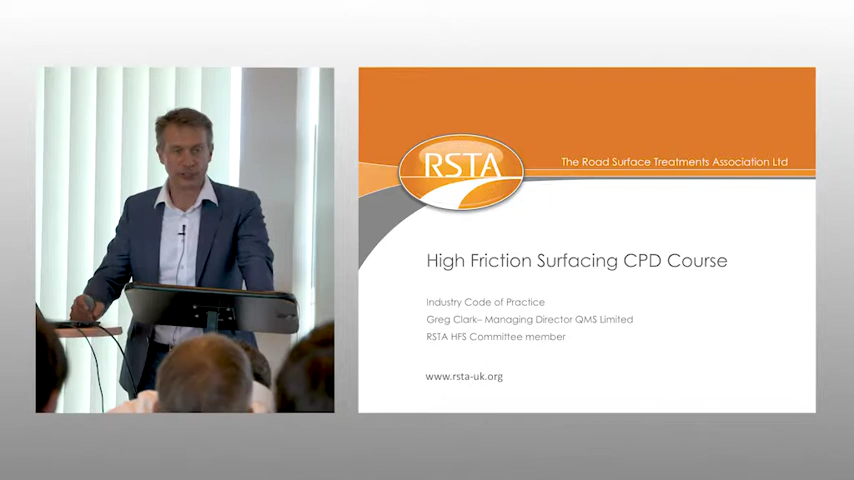 RSTA
The Road Surface Treatments Association Ltd
High Friction Surfacing CPD Course
Industry Code of Practice
Greg Clark– Managing Director QMS Limited
RSTA HFS Committee member
www.rsta-uk.org